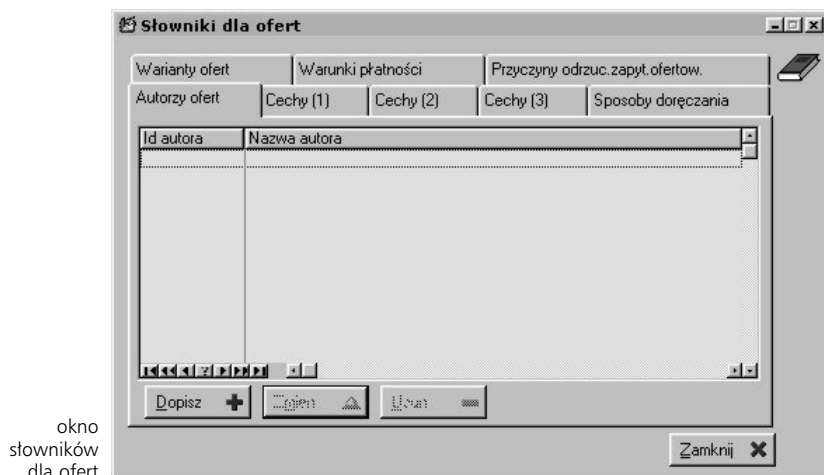 Słowniki dla ofert
Warianty ofert Warunki płatności Przyczyny odrzuc.zapyt.ofertow.
Autorzy ofert Cechy (1) Cechy (2) Cechy (3) Sposoby doręczania
Id autora Nazwa autora
Dopisz Zmień Usuń
Zamknij
okno
słowników
dla ofert